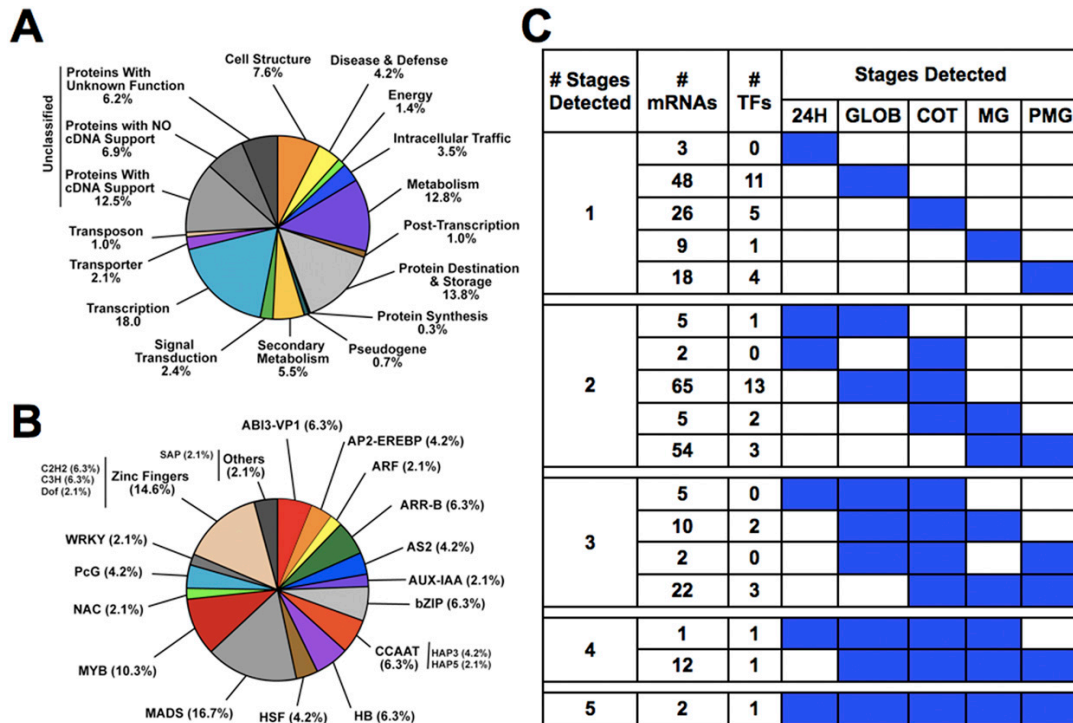 A
Cell Structure
7.6%
Disease & Defense
4.2%
Energy
1.4%
Intracellular Traffic
3.5%
Metabolism
12.8%
Post-Transcription
1.0%
Protein Destination
& Storage
13.8%
Protein Synthesis
0.3%
Pseudogene
0.7%
Secondary
Metabolism
5.5%
Signal
Transduction
2.4%
Transcription
18.0
Transporter
2.1%
Transposon
1.0%
Unclassified
Proteins With
cDNA Support
12.5%
Proteins with NO
cDNA Support
6.9%
Proteins With
Unknown Function
6.2%
B
ABI3-VP1 (6.3%)
AP2-EREBP (4.2%)
ARF (2.1%)
ARR-B (6.3%)
AS2 (4.2%)
AUX-IAA (2.1%)
bZIP (6.3%)
CCAAT
(6.3%)
HAP3 (4.2%)
HAP5 (2.1%)
HB (6.3%)
HSF (4.2%)
MADS (16.7%)
MYB (10.3%)
NAC (2.1%)
PcG (4.2%)
WRKY (2.1%)
C2H2 (6.3%)
C3H (6.3%)
Dof (2.1%)
Zinc Fingers
(14.6%)
SAP (2.1%)
Others
(2.1%)
C
# Stages
Detected
#
mRNAs
#
TFs
Stages Detected
24H GLOB COT MG PMG
1
3 0
48 11
26 5
9 1
18 4
2
5 1
2 0
65 13
5 2
54 3
3
5 0
10 2
2 0
22 3
4
1 1
12 1
5 2 1